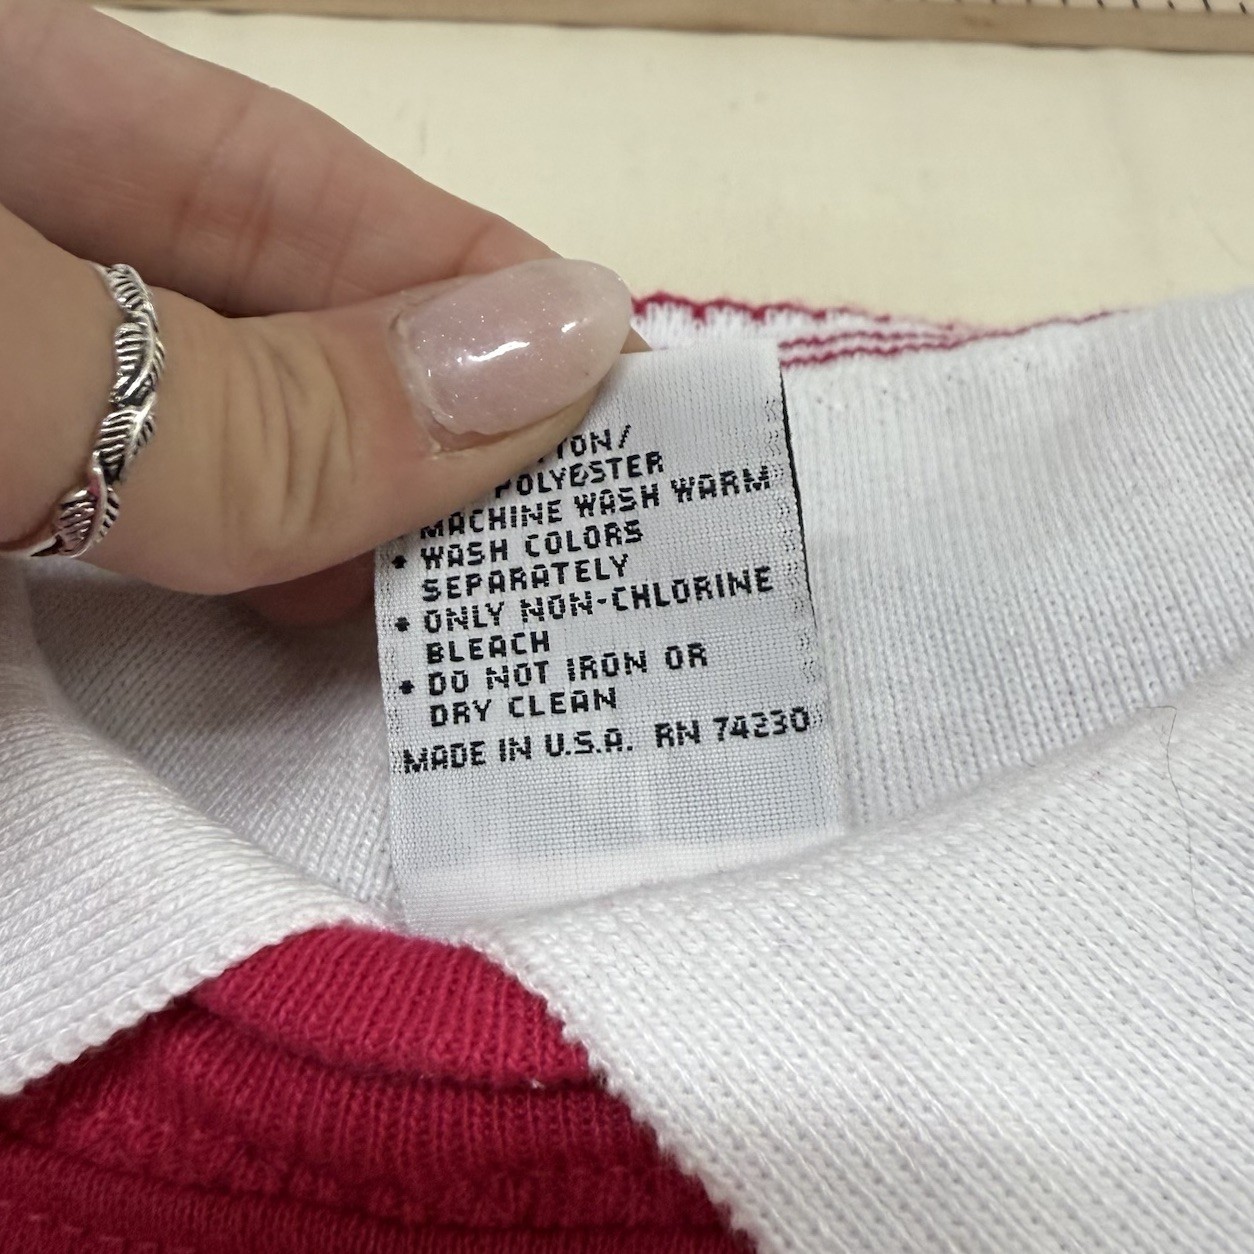 POLYESTER
MACHINE WASH WARM
• WASH COLORS
SEPARATELY
• ONLY NON-CHLORINE
BLEACH
• DO NOT IRON OR
DRY CLEAN
MADE IN U.S.A. RN 74230